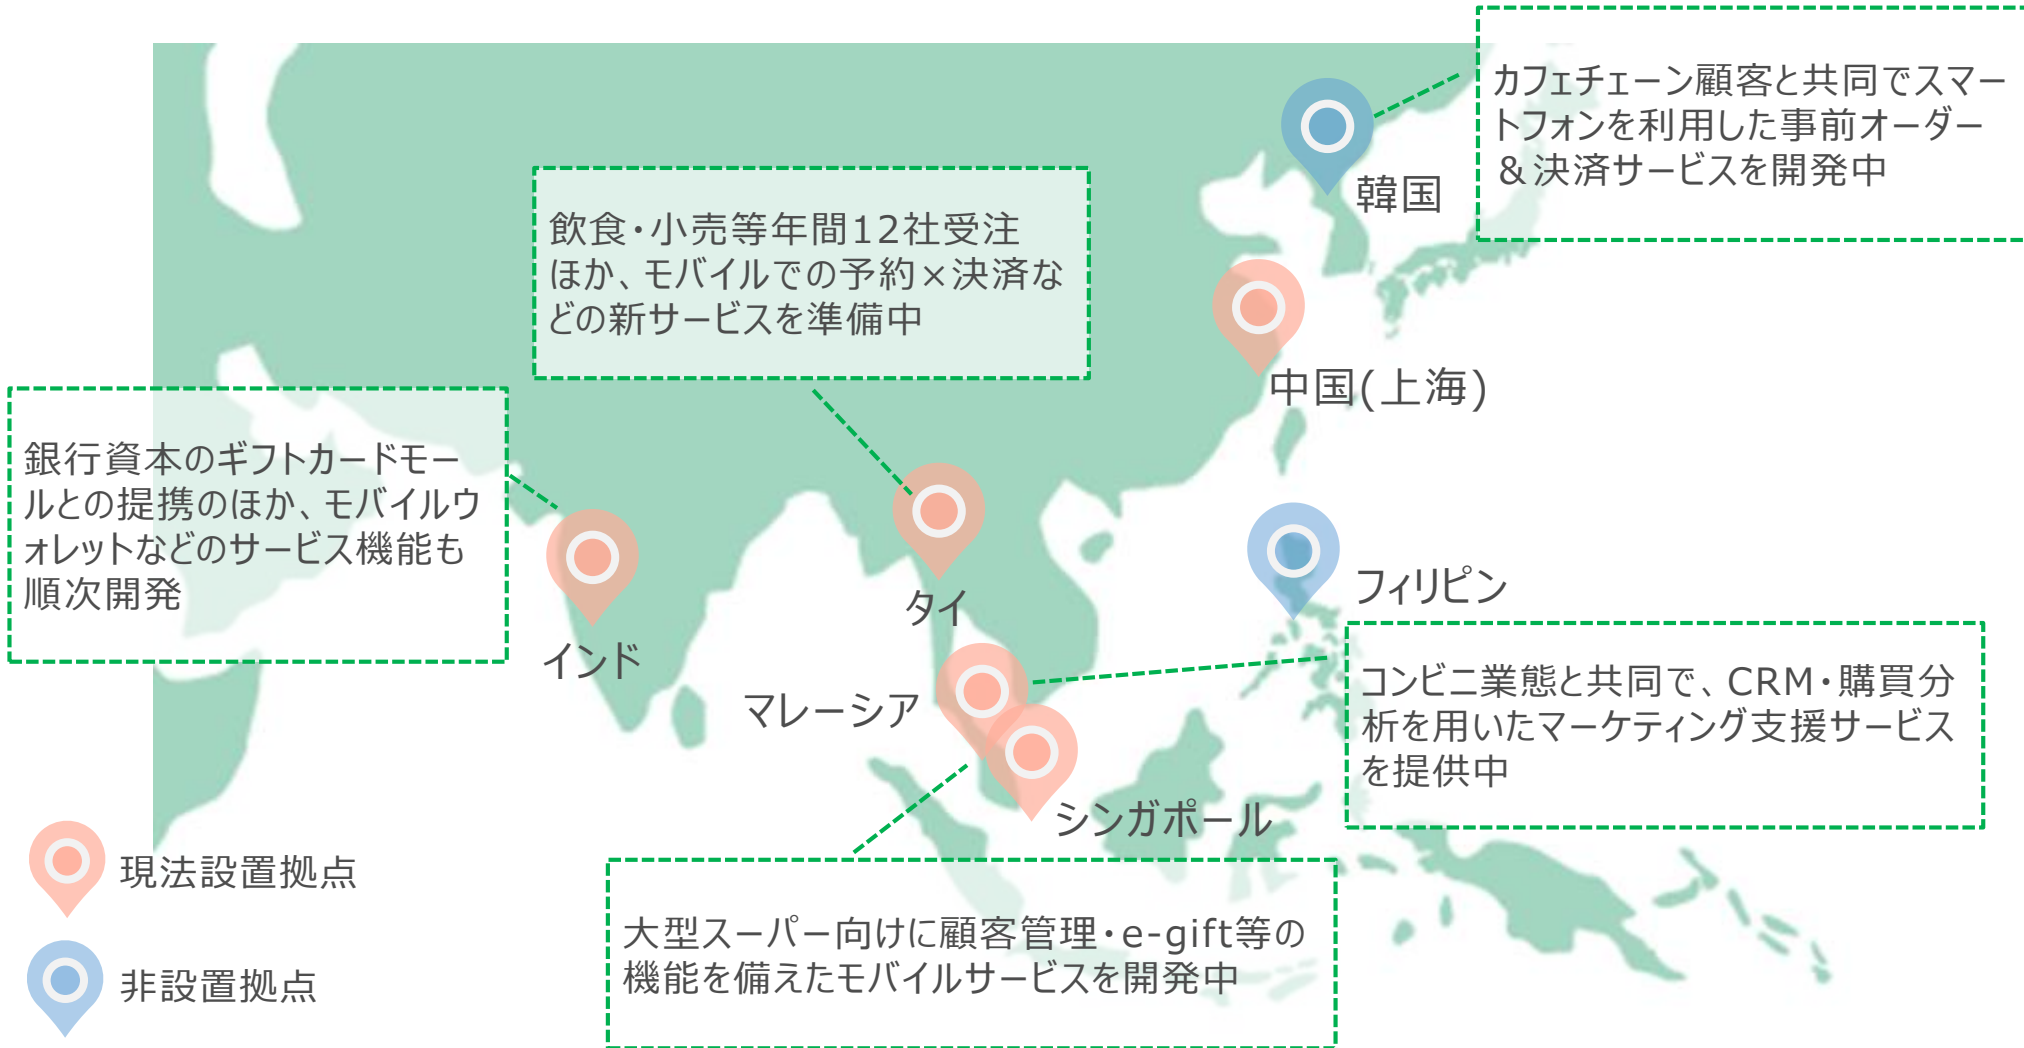 カフェチェーン顧客と共同でスマー
トフォンを利用した事前オーダー
＆決済サービスを開発中
韓国
飲食・小売等年間12社受注
ほか、モバイルでの予約×決済な
どの新サービスを準備中
中国(上海)
銀行資本のギフトカードモー
ルとの提携のほか、モバイルウ
ォレットなどのサービス機能も
順次開発
インド
タイ
フィリピン
マレーシア
シンガポール
コンビニ業態と共同で、CRM・購買分
析を用いたマーケティング支援サービス
を提供中
大型スーパー向けに顧客管理・e-gift等の
機能を備えたモバイルサービスを開発中
現法設置拠点
非設置拠点